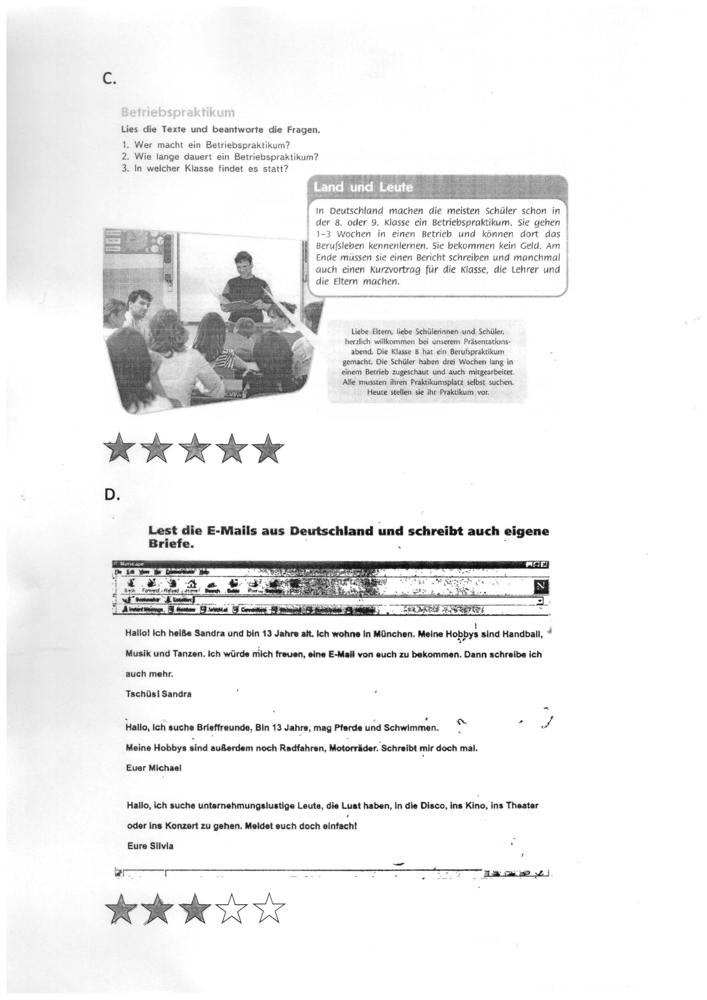 C.
Betriebspraktikum
Lies die Texte und beantworte die Fragen.
1. Wer macht ein Betriebspraktikum?
2. Wie lange dauert ein Betriebspraktikum?
3. In welcher Klasse findet es statt?
Land und Leute
In Deutschland machen die meisten Schüler schon in
der 8. oder 9. Klasse ein Betriebspraktikum. Sie gehen
1–3 Wochen in einen Betrieb und können dort das
Berufsleben kennenlernen. Sie bekommen kein Geld. Am
Ende müssen sie einen Bericht schreiben und manchmal
auch einen Kurzvortrag für die Klasse, die Lehrer und
die Eltern machen.
Liebe Eltern, liebe Schülerinnen und Schüler,
herzlich willkommen bei unserem Präsentations-
abend. Die Klasse 8 hat ein Berufspraktikum
gemacht. Die Schüler haben drei Wochen lang in
einem Betrieb zugeschaut und auch mitgearbeitet.
Alle mussten ihren Praktikumsplatz selbst suchen.
Heute stellen sie ihr Praktikum vor.
D.
Lest die E-Mails aus Deutschland und schreibt auch eigene
Briefe.
Netscape
File Edit View Go Communicator Help
Back Forward Reload Home Search Guide Print Security
Bookmarks Location:
Instant Message Members WebMail Connections
Hallo! Ich heiße Sandra und bin 13 Jahre alt. Ich wohne in München. Meine Hobbys sind Handball,
Musik und Tanzen. Ich würde mich freuen, eine E-Mail von euch zu bekommen. Dann schreibe ich
auch mehr.
Tschüs! Sandra
Hallo, ich suche Brieffreunde. Bin 13 Jahre, mag Pferde und Schwimmen.
Meine Hobbys sind außerdem noch Radfahren, Motorräder. Schreibt mir doch mal.
Euer Michael
Hallo, ich suche unternehmungslustige Leute, die Lust haben, in die Disco, ins Kino, ins Theater
oder ins Konzert zu gehen. Meldet euch doch einfach!
Eure Silvia